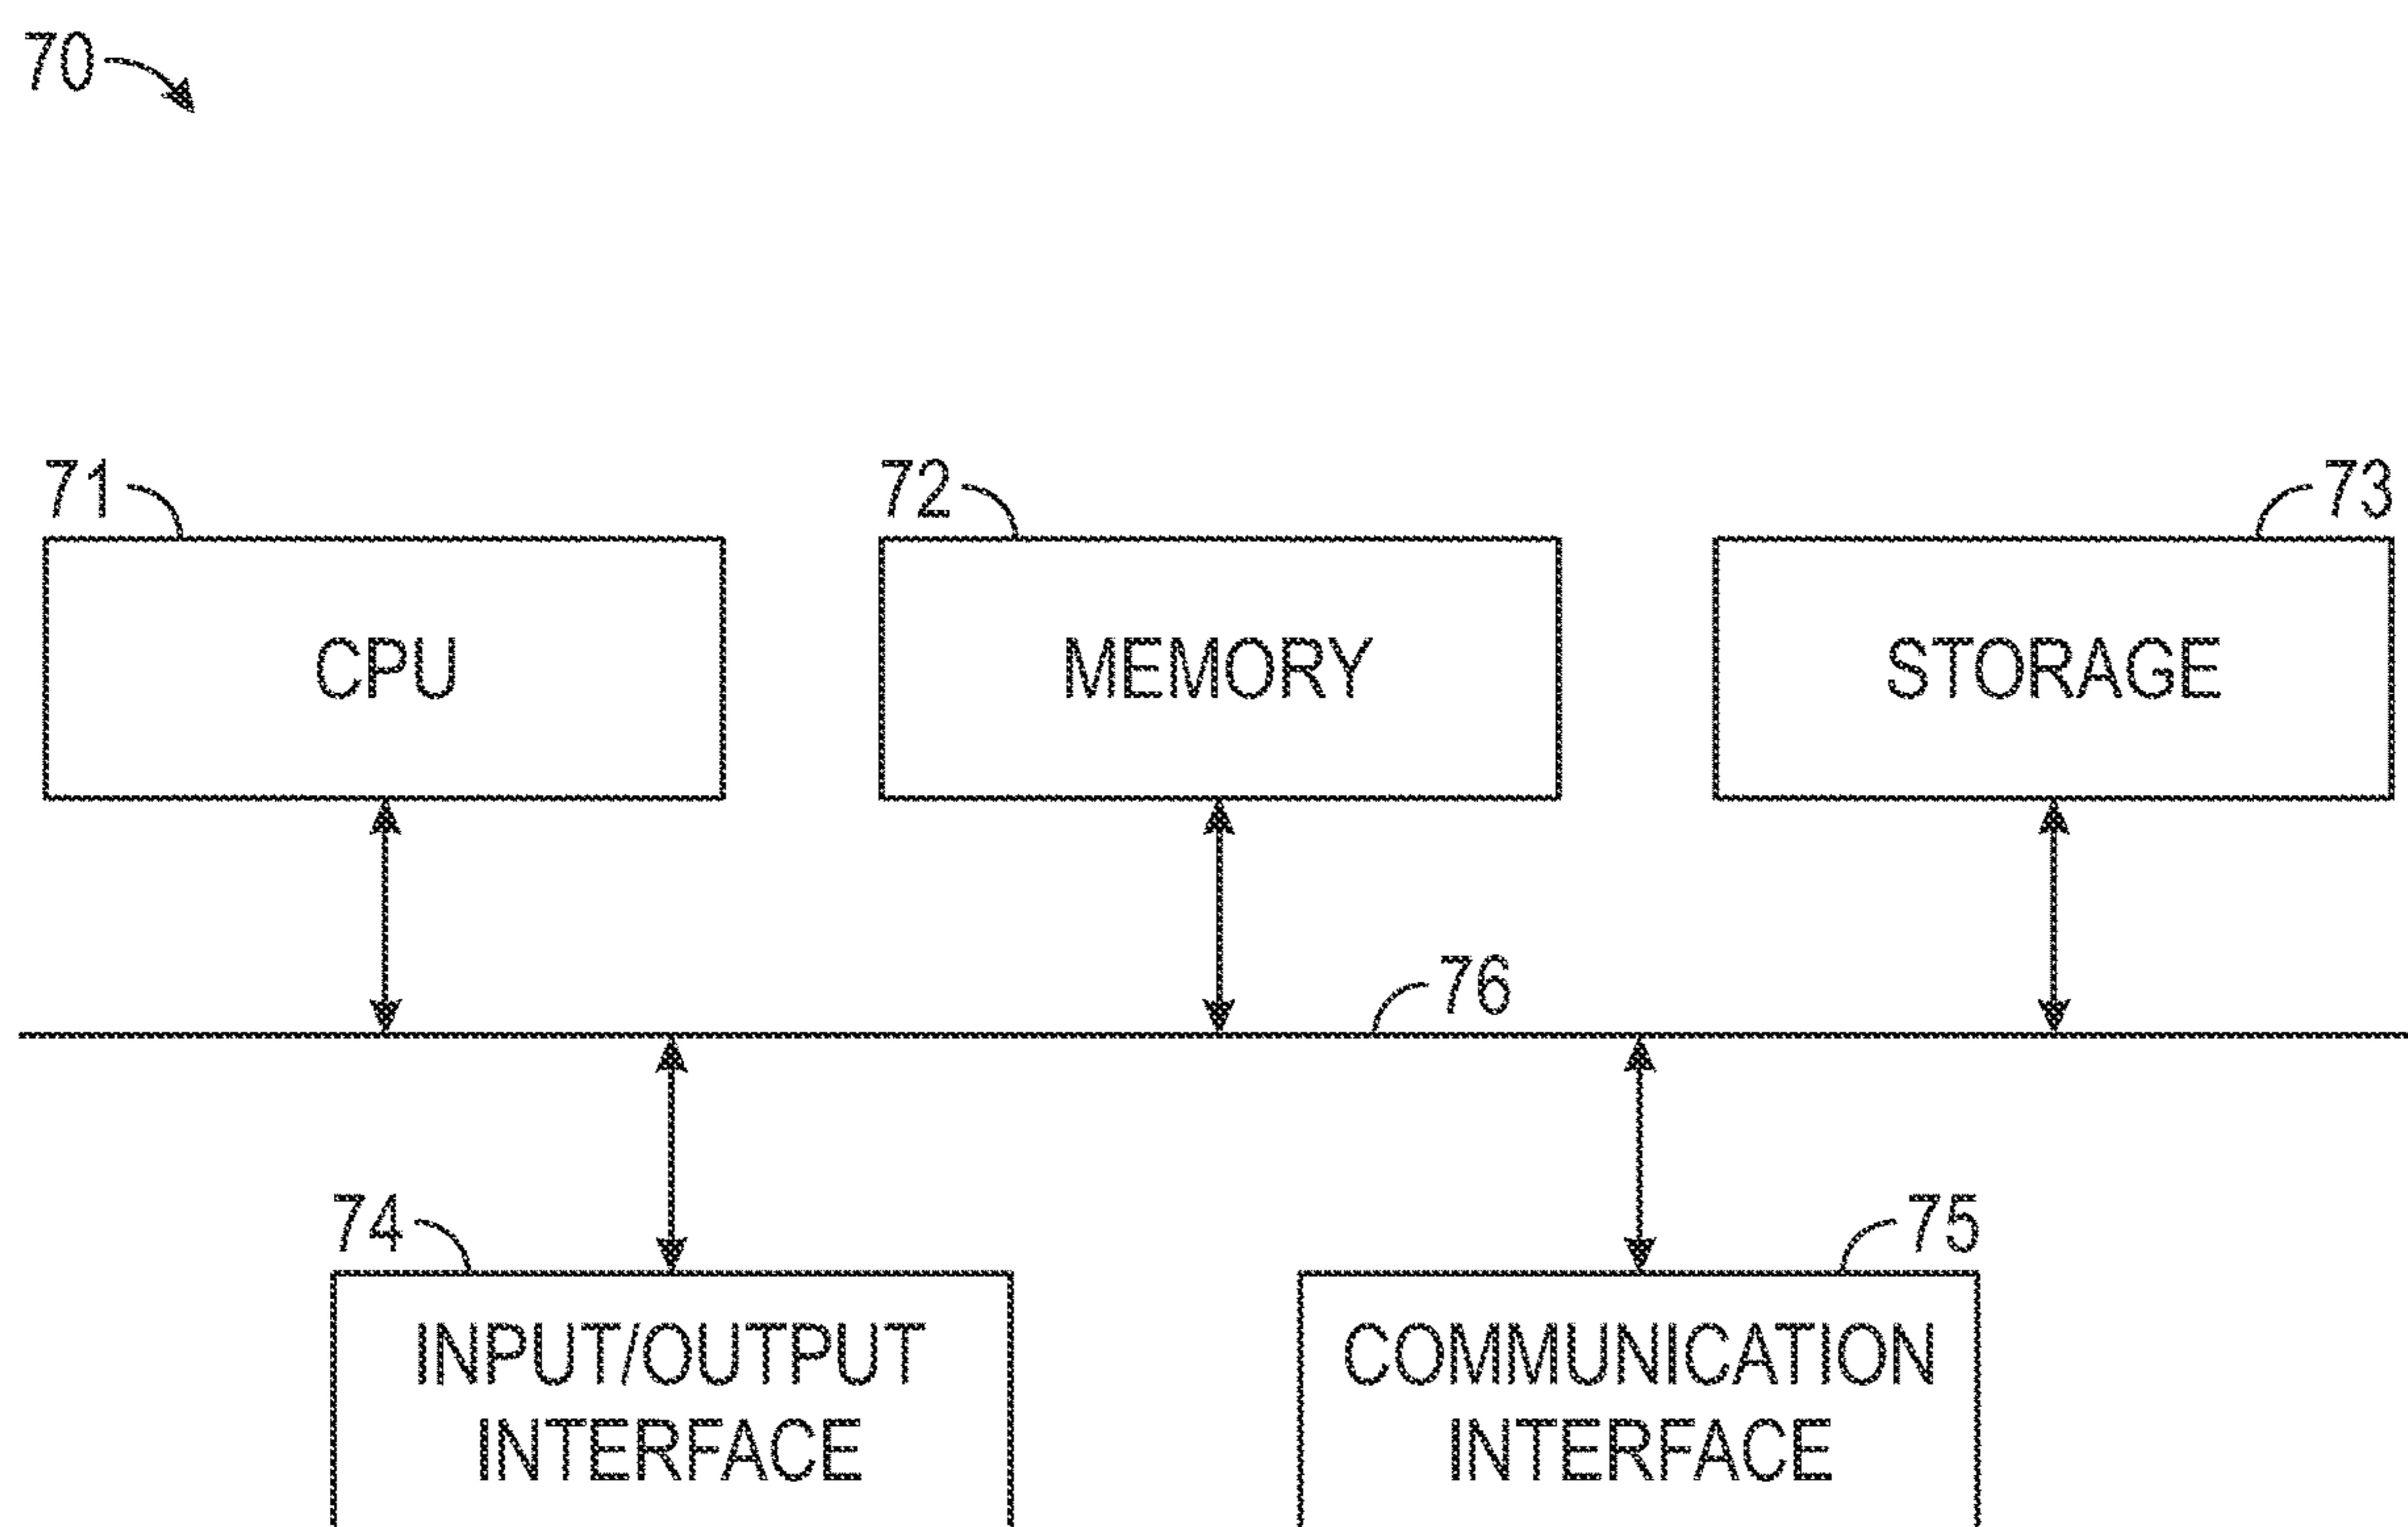 70
71
72
73
CPU
MEMORY
STORAGE
76
74
75
INPUT/OUTPUT
INTERFACE
COMMUNICATION
INTERFACE